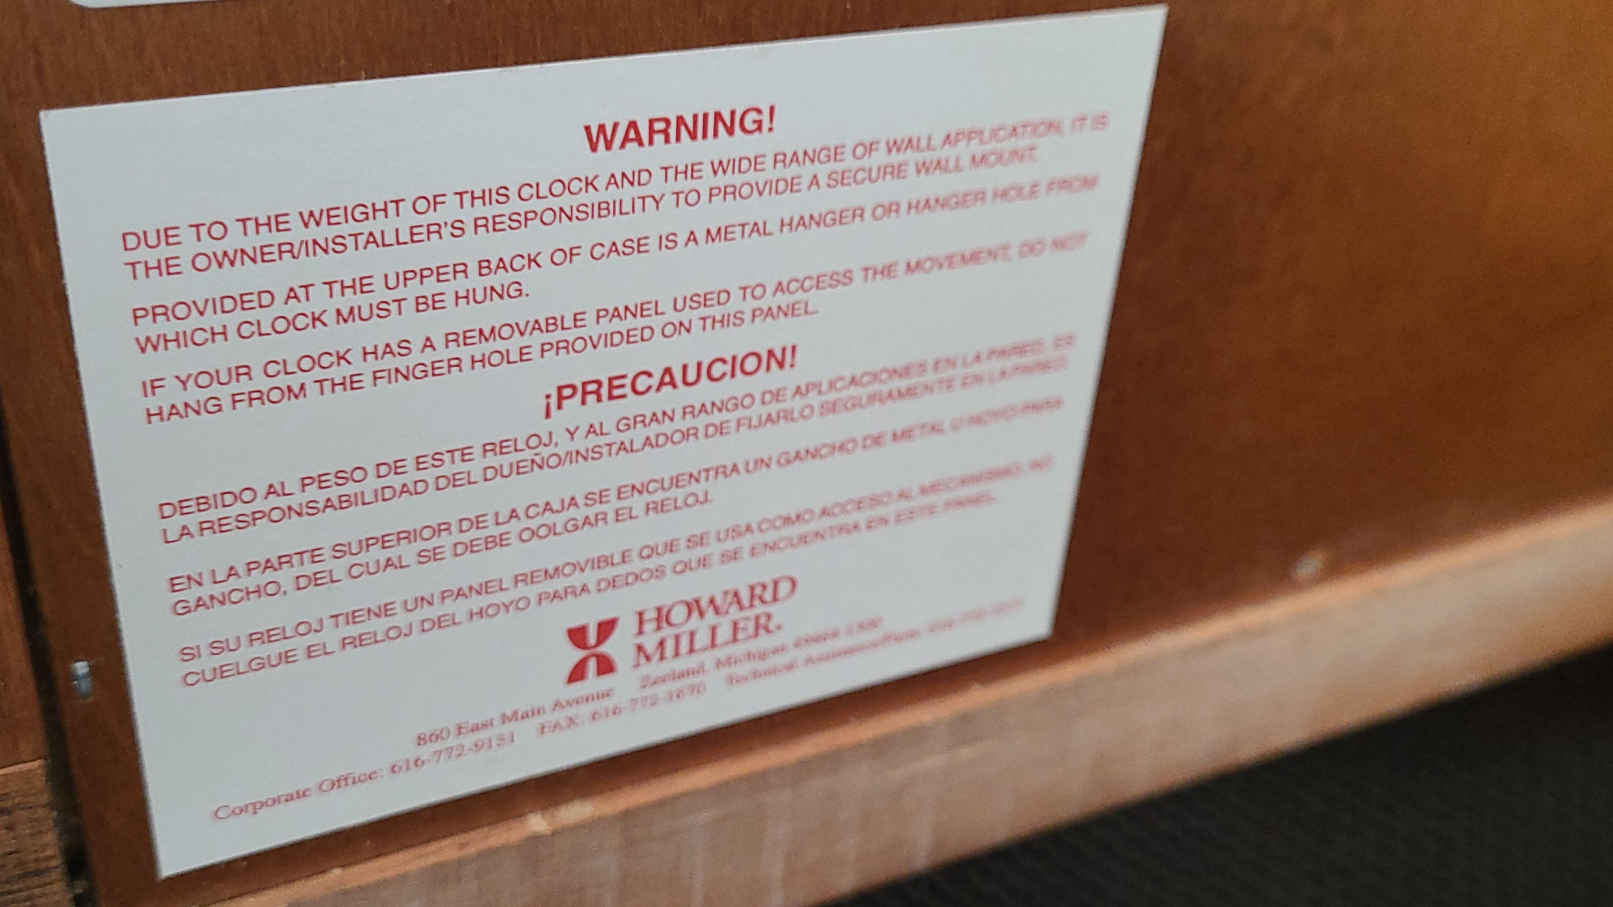 WARNING!
DUE TO THE WEIGHT OF THIS CLOCK AND THE WIDE RANGE OF WALL APPLICATION, IT IS
THE OWNER/INSTALLER'S RESPONSIBILITY TO PROVIDE A SECURE WALL MOUNT.
PROVIDED AT THE UPPER BACK OF CASE IS A METAL HANGER OR HANGER HOLE FROM
WHICH CLOCK MUST BE HUNG.
IF YOUR CLOCK HAS A REMOVABLE PANEL USED TO ACCESS THE MOVEMENT, DO NOT
HANG FROM THE FINGER HOLE PROVIDED ON THIS PANEL.
¡PRECAUCION!
DEBIDO AL PESO DE ESTE RELOJ, Y AL GRAN RANGO DE APLICACIONES EN LA PARED, ES
LA RESPONSABILIDAD DEL DUEÑO/INSTALADOR DE FIJARLO SEGURAMENTE EN LA PARED.
EN LA PARTE SUPERIOR DE LA CAJA SE ENCUENTRA UN GANCHO DE METAL U HOYO PARA
GANCHO, DEL CUAL SE DEBE OOLGAR EL RELOJ.
SI SU RELOJ TIENE UN PANEL REMOVIBLE QUE SE USA COMO ACCESO AL MECANISMO, NO
CUELGUE EL RELOJ DEL HOYO PARA DEDOS QUE SE ENCUENTRA EN ESTE PANEL.
HOWARD
MILLER.
860 East Main Avenue Zeeland, Michigan
Corporate Office: 616-772-9131 FAX: 616-772-1670 Technical